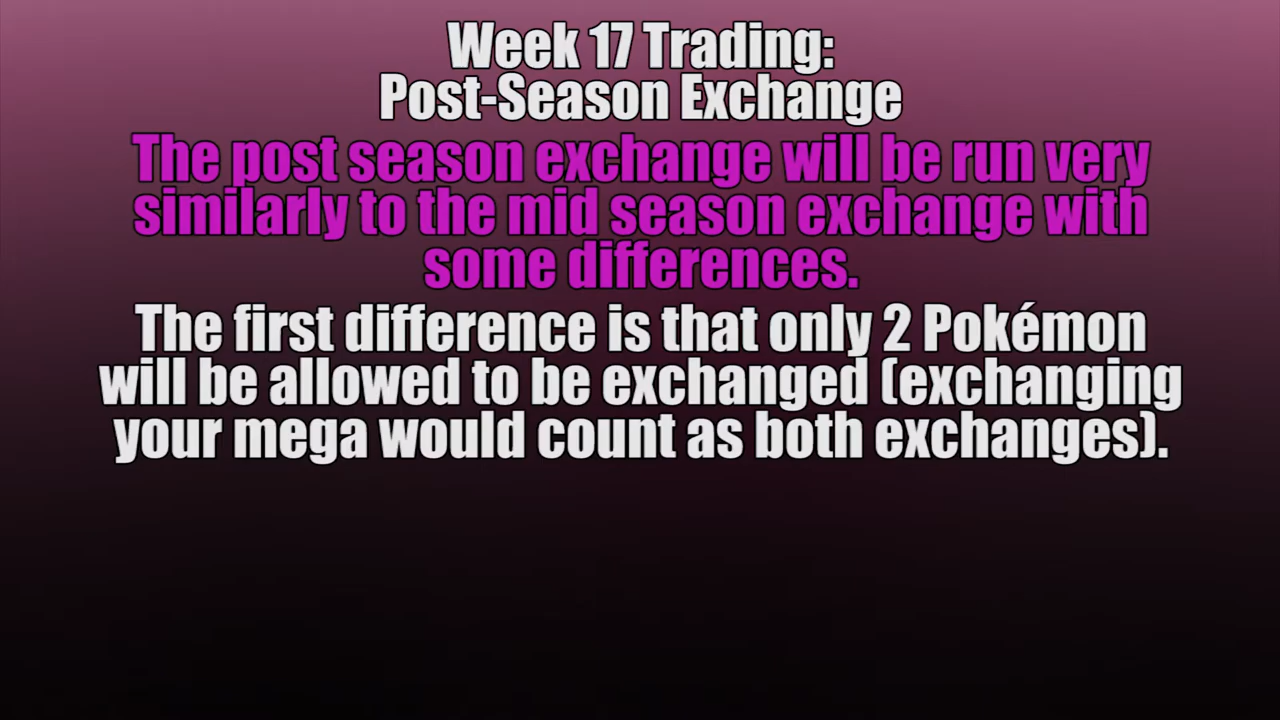 Week 17 Trading:
Post-Season Exchange
The post season exchange will be run very
similarly to the mid season exchange with
some differences.
The first difference is that only 2 Pokémon
will be allowed to be exchanged (exchanging
your mega would count as both exchanges).